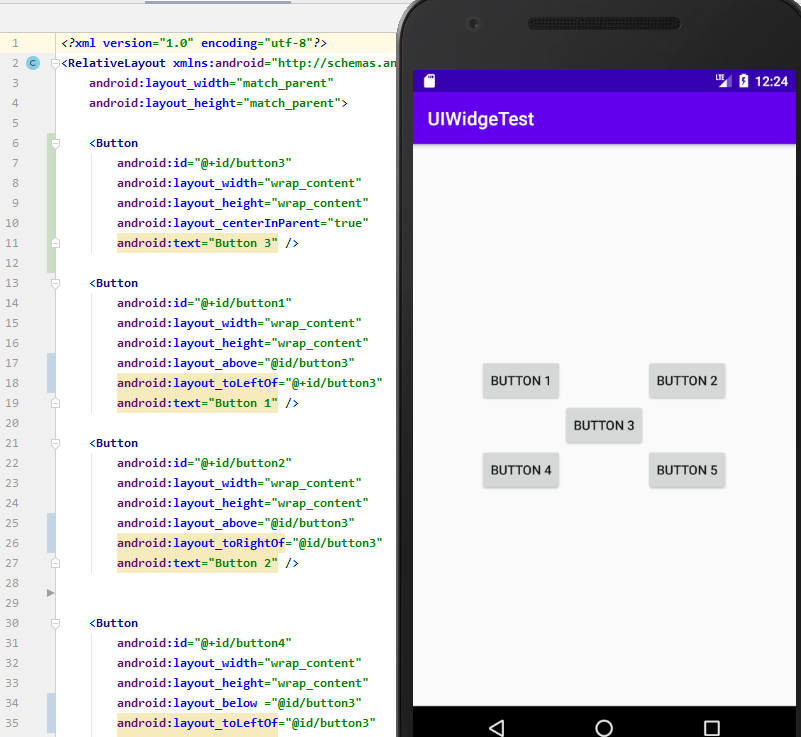 1 <?xml version="1.0" encoding="utf-8"?>
2 C <RelativeLayout xmlns:android="http://schemas.an
3 android:layout_width="match_parent"
4 android:layout_height="match_parent">
5
6 <Button
7 android:id="@+id/button3"
8 android:layout_width="wrap_content"
9 android:layout_height="wrap_content"
10 android:layout_centerInParent="true"
11 android:text="Button 3" />
12
13 <Button
14 android:id="@+id/button1"
15 android:layout_width="wrap_content"
16 android:layout_height="wrap_content"
17 android:layout_above="@id/button3"
18 android:layout_toLeftOf="@+id/button3"
19 android:text="Button 1" />
20
21 <Button
22 android:id="@+id/button2"
23 android:layout_width="wrap_content"
24 android:layout_height="wrap_content"
25 android:layout_above="@id/button3"
26 android:layout_toRightOf="@id/button3"
27 android:text="Button 2" />
28
29
30 <Button
31 android:id="@+id/button4"
32 android:layout_width="wrap_content"
33 android:layout_height="wrap_content"
34 android:layout_below ="@id/button3"
35 android:layout_toLeftOf="@id/button3"
LTE 12:24
UIWidgeTest
BUTTON 1 BUTTON 2
BUTTON 3
BUTTON 4 BUTTON 5